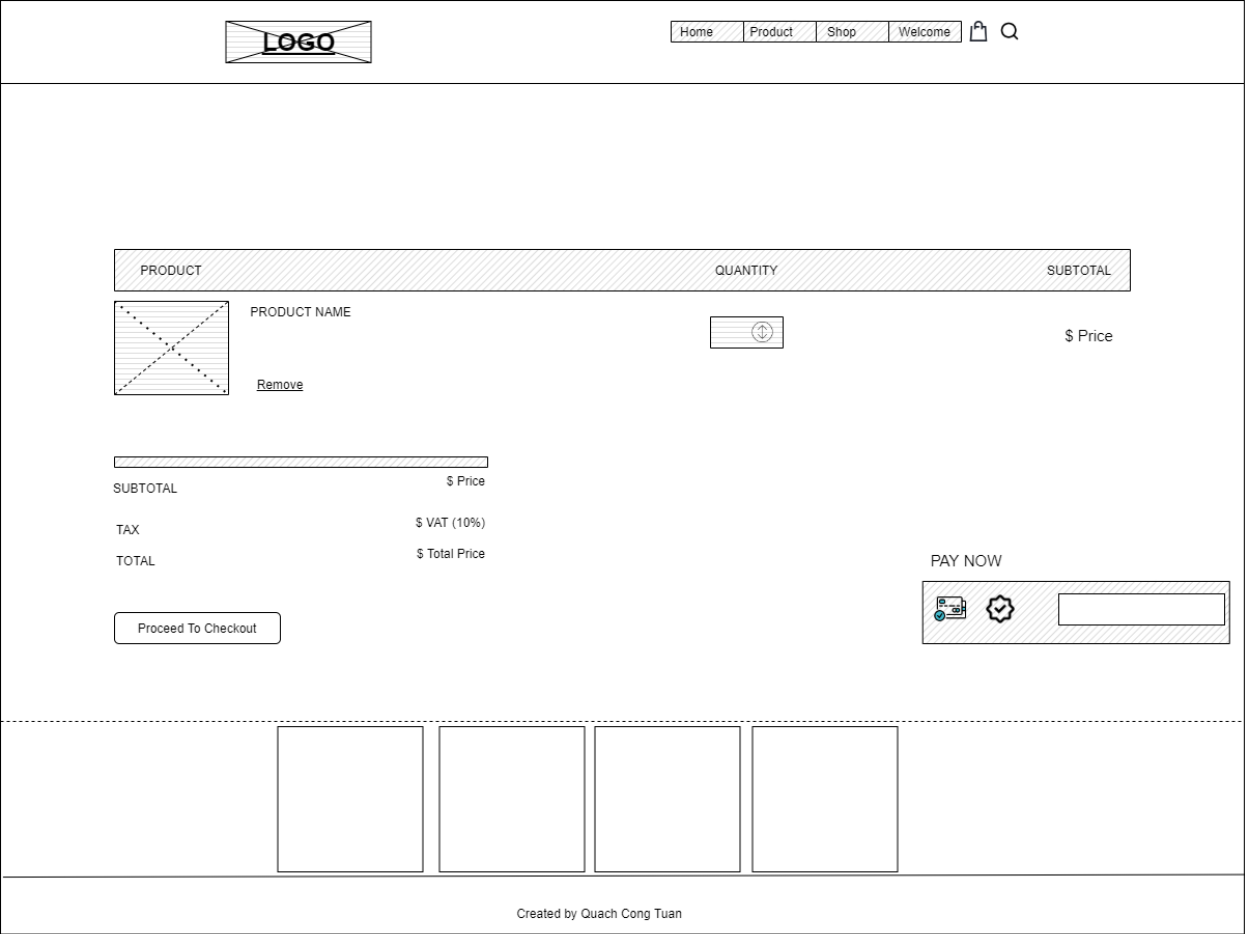 LOGO
Home
Product
Shop
Welcome
PRODUCT
QUANTITY
SUBTOTAL
PRODUCT NAME
$ Price
Remove
SUBTOTAL
$ Price
TAX
$ VAT (10%)
TOTAL
$ Total Price
PAY NOW
Proceed To Checkout
Created by Quach Cong Tuan